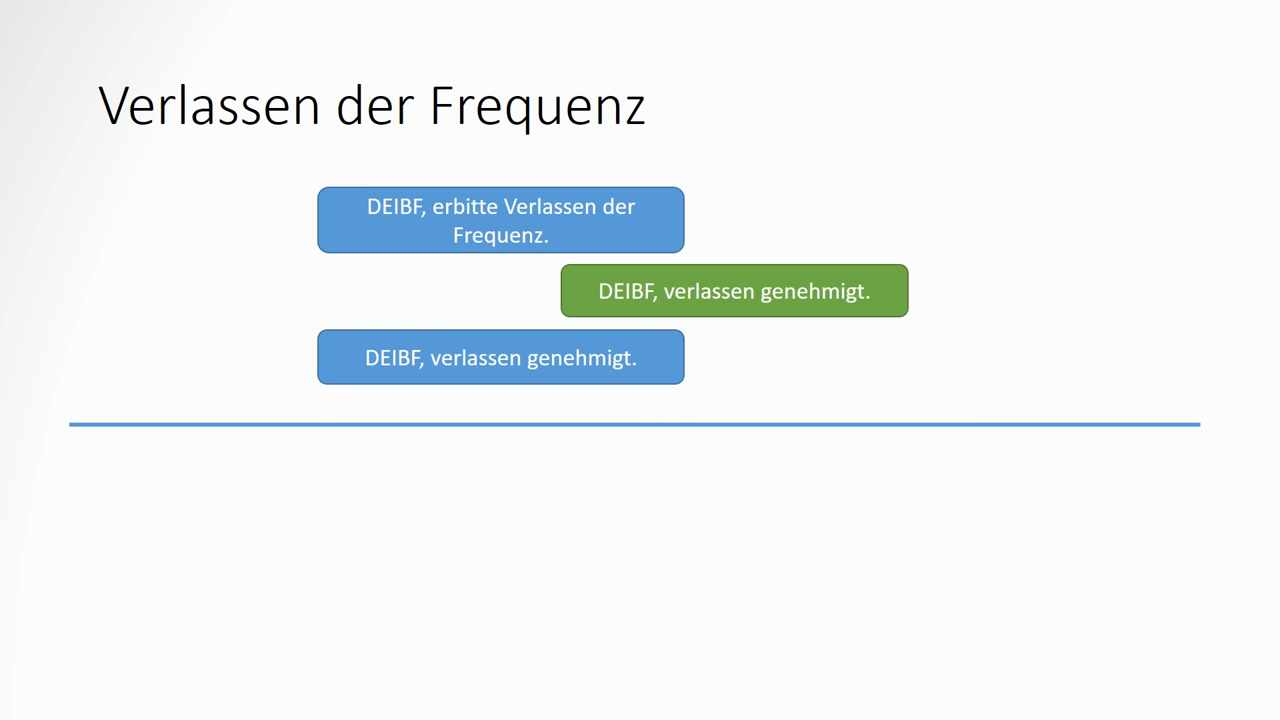 Verlassen der Frequenz
DEIBF, erbitte Verlassen der
Frequenz.
DEIBF, verlassen genehmigt.
DEIBF, verlassen genehmigt.